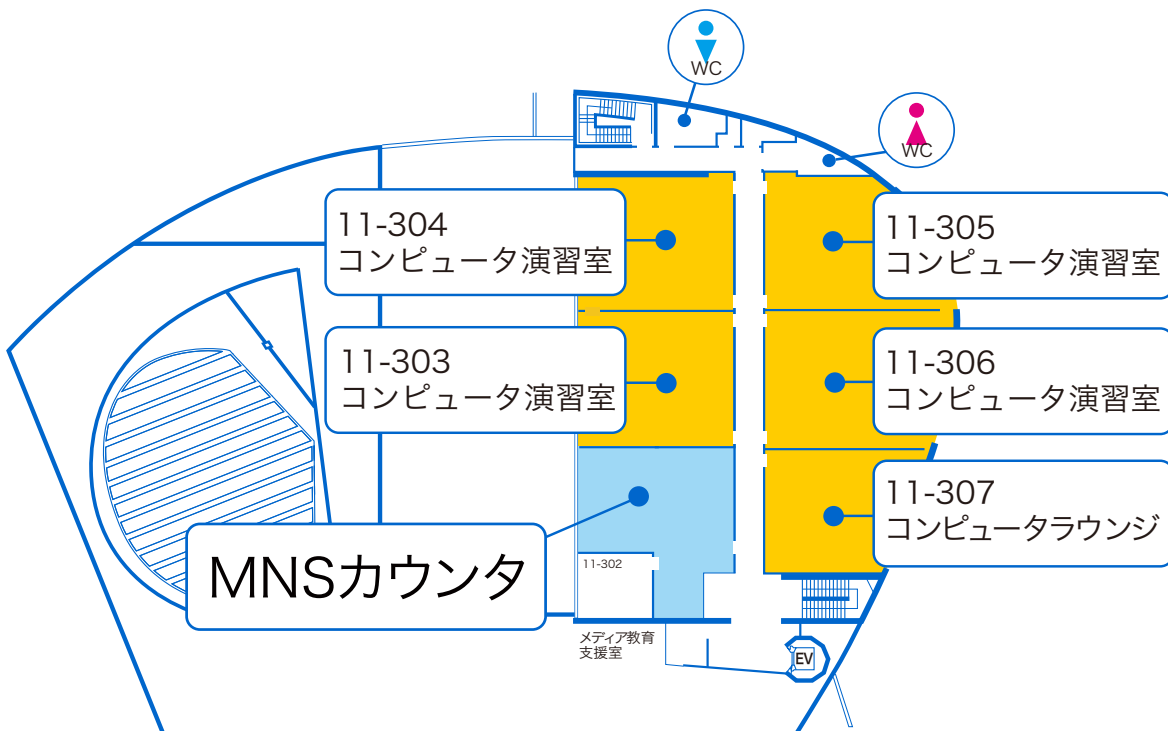 WC
WC
11-304
コンピュータ演習室
11-305
コンピュータ演習室
11-303
コンピュータ演習室
11-306
コンピュータ演習室
11-307
コンピュータラウンジ
MNSカウンタ
11-302
メディア教育
支援室
EV